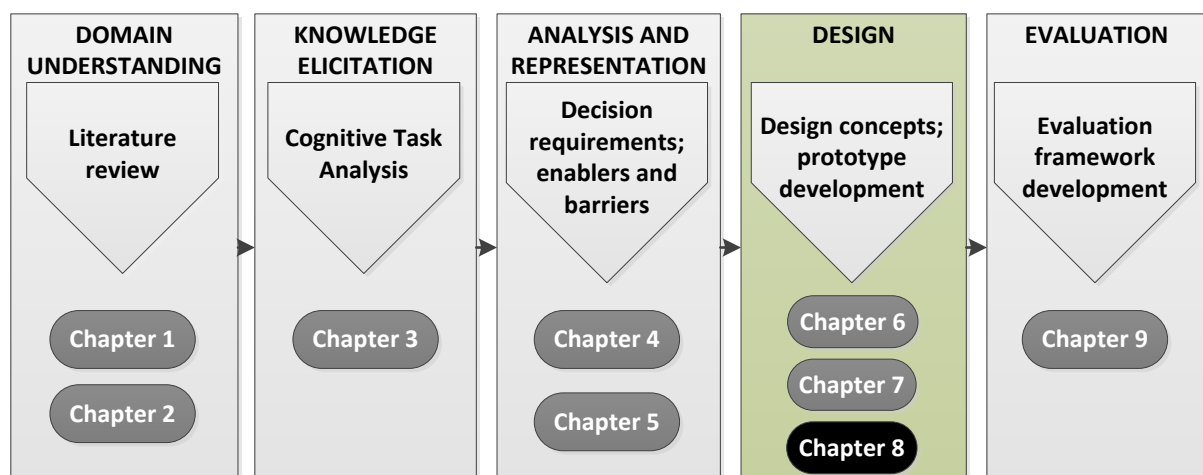 DOMAIN
UNDERSTANDING
Literature
review
Chapter 1
Chapter 2
KNOWLEDGE
ELICITATION
Cognitive Task
Analysis
Chapter 3
ANALYSIS AND
REPRESENTATION
Decision
requirements;
enablers and
barriers
Chapter 4
Chapter 5
DESIGN
Design concepts;
prototype
development
Chapter 6
Chapter 7
Chapter 8
EVALUATION
Evaluation
framework
development
Chapter 9